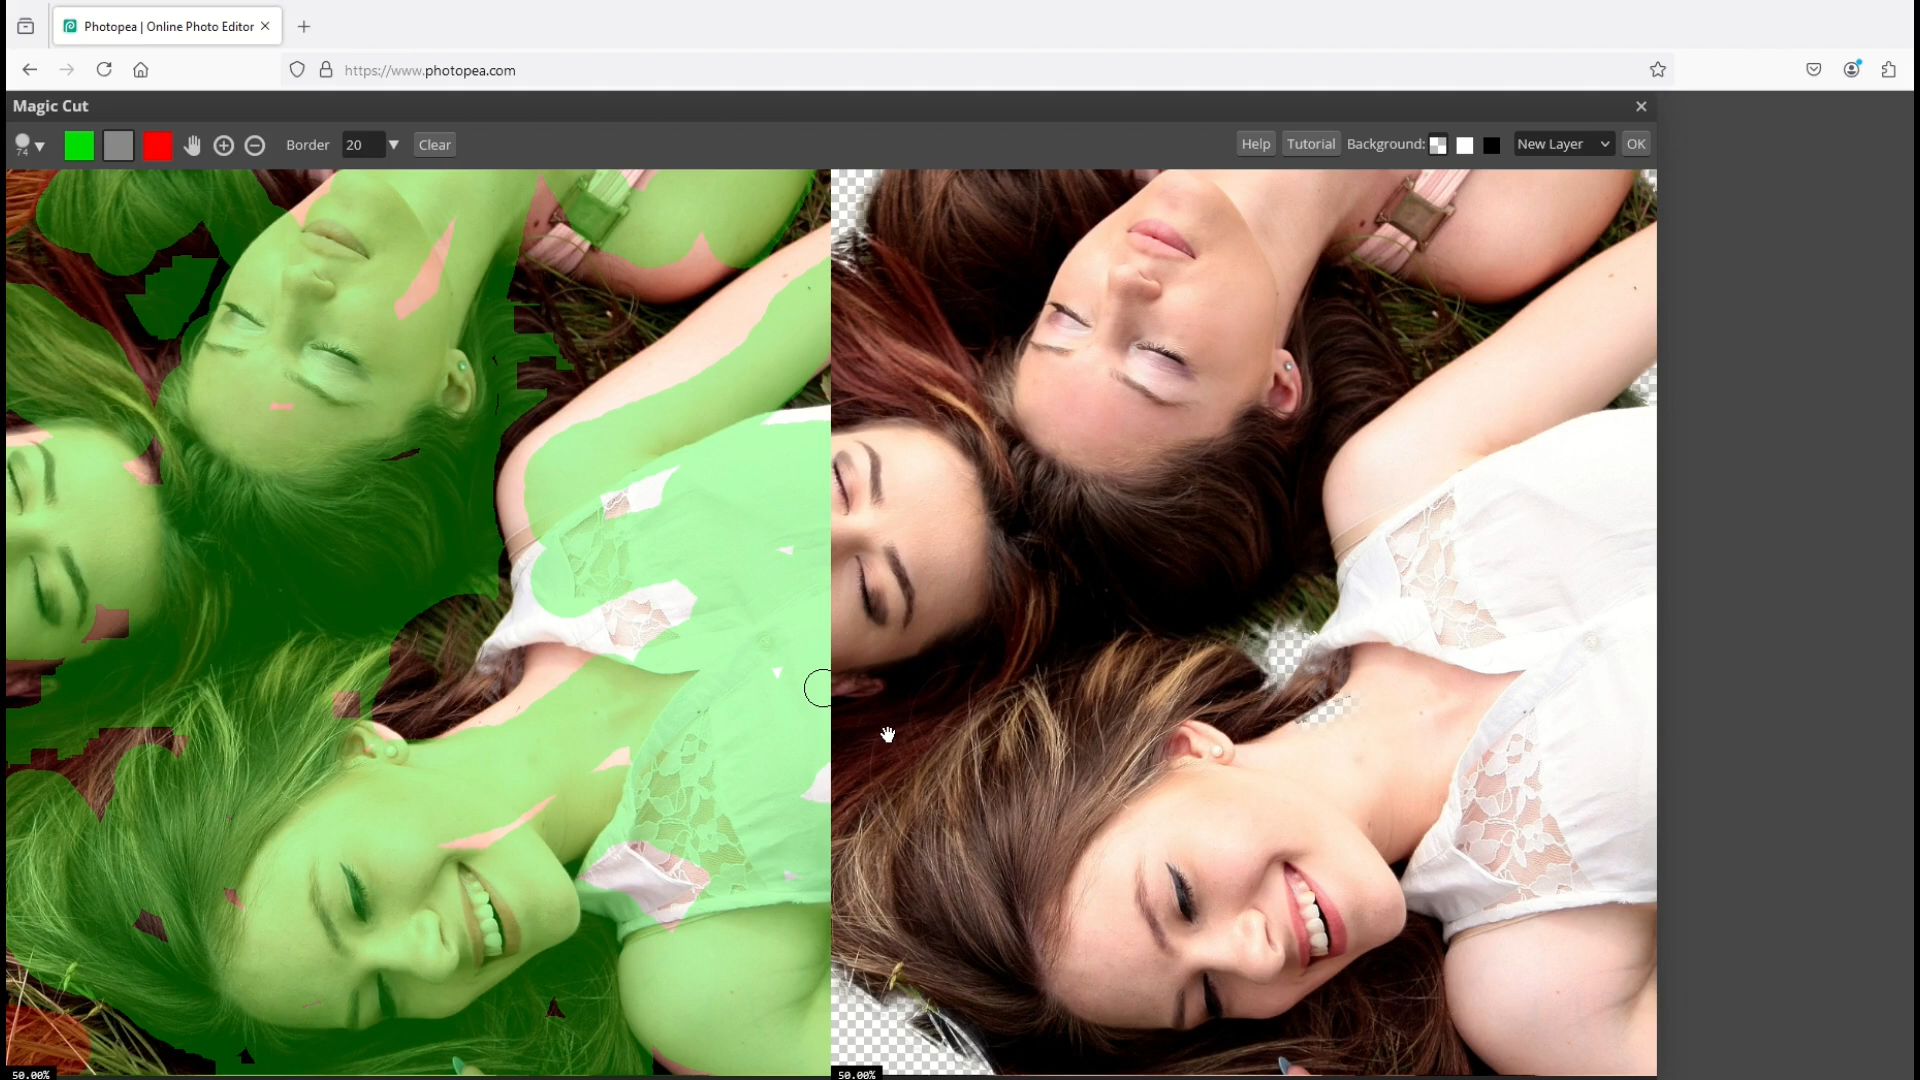 Photopea | Online Photo Editor
https://www.photopea.com
Magic Cut
74
Border 20 Clear Help Tutorial Background: New Layer OK
50.00% 50.00%